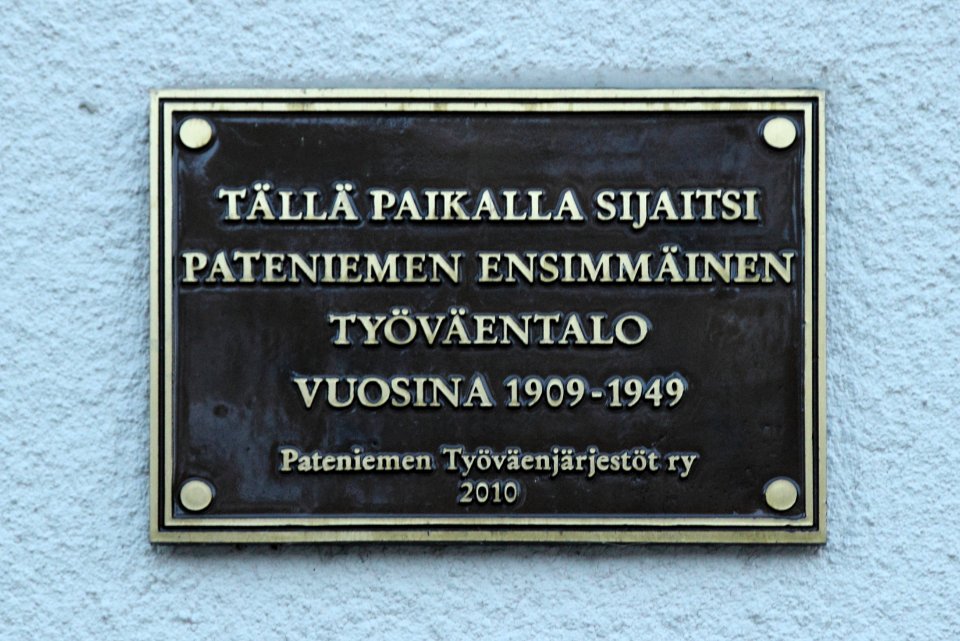 TÄLLÄ PAIKALLA SIJAITSI
PATENIEMEN ENSIMMÄINEN
TYÖVÄENTALO
VUOSINA 1909-1949
Pateniemen Työväenjärjestöt ry
2010